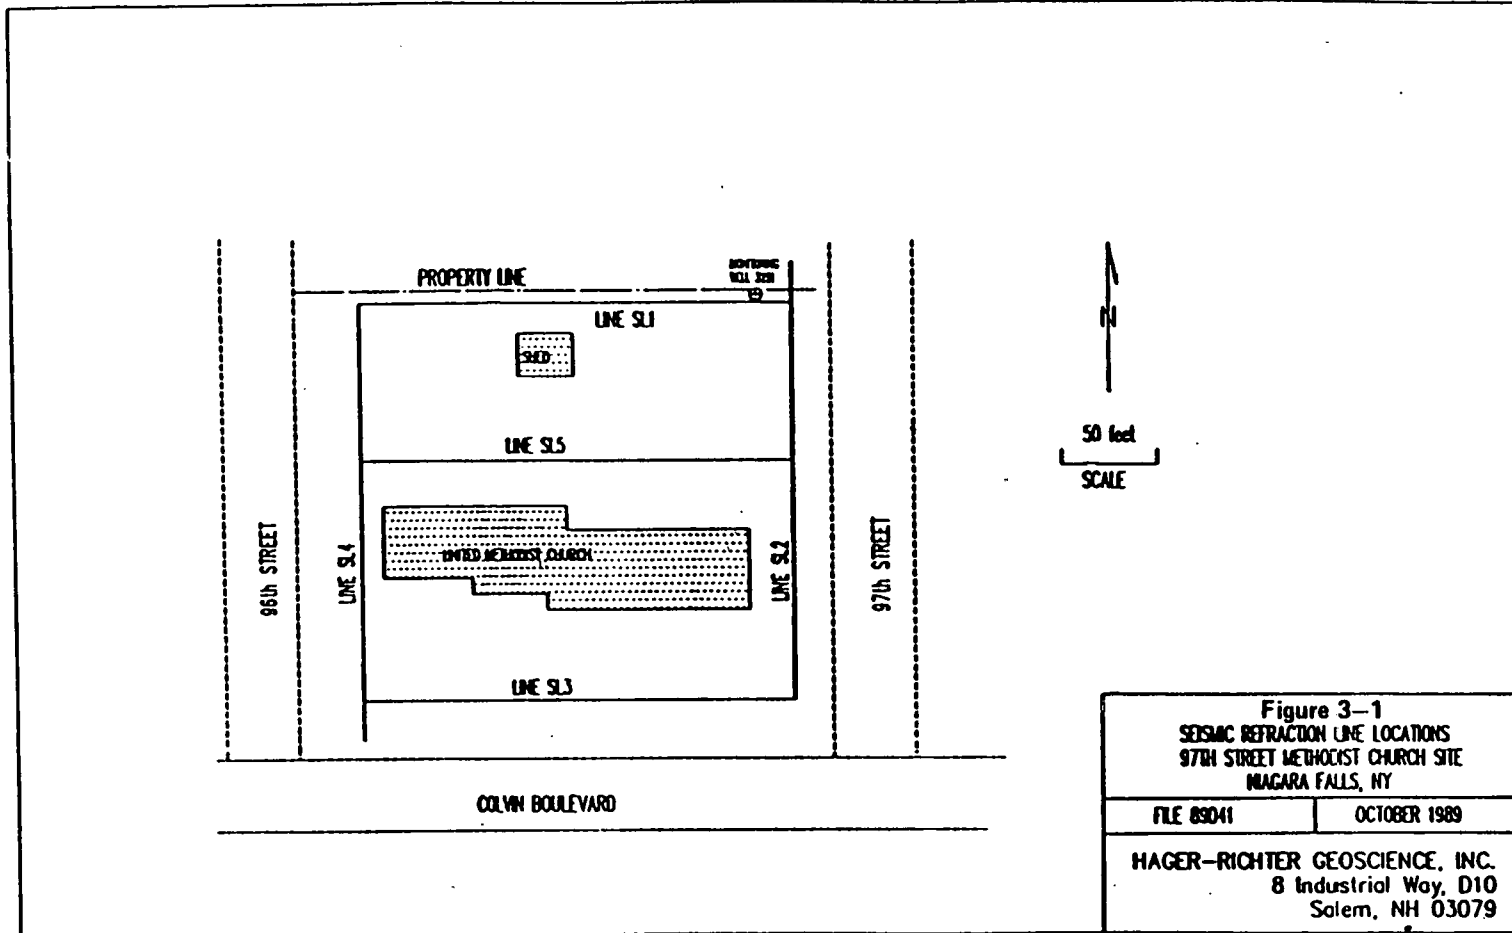 PROPERTY LINE
MONITORING
WELL
LINE SL1
SHED
N
LINE SL5
50 feet
SCALE
96th STREET
LINE SL4
UNITED METHODIST CHURCH
LINE SL2
97th STREET
LINE SL3
COLVIN BOULEVARD
Figure 3-1
SEISMIC REFRACTION LINE LOCATIONS
97TH STREET METHODIST CHURCH SITE
NIAGARA FALLS, NY
FILE 89041
OCTOBER 1989
HAGER-RICHTER GEOSCIENCE, INC.
8 Industrial Way, D10
Salem, NH 03079